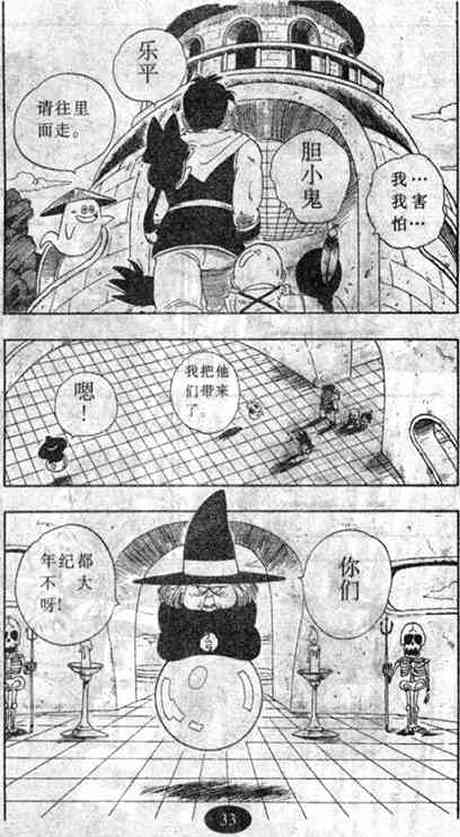 我…
我害
怕…
胆小鬼
乐平
请往里
面走。
我把他
们带来
了。
嗯!
你们
年纪都
不大
呀!
33